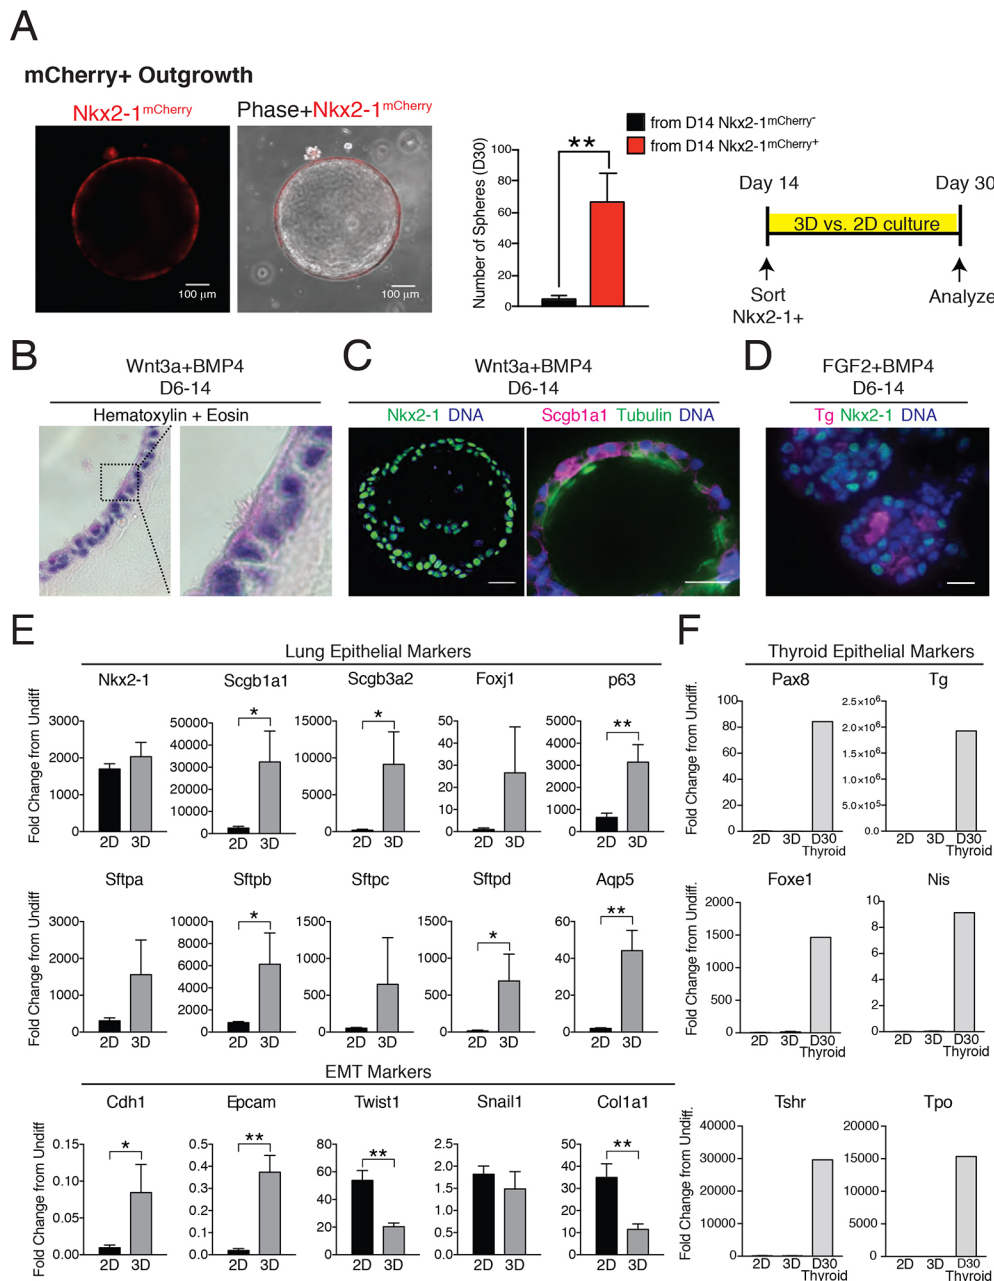 A
mCherry+ Outgrowth
Nkx2-1mCherry
Phase+Nkx2-1mCherry
100 µm
100 µm
from D14 Nkx2-1mCherry-
from D14 Nkx2-1mCherry+
**
Number of Spheres (D30)
100
80
60
40
20
0
Day 14
Day 30
3D vs. 2D culture
Sort
Nkx2-1+
Analyze
B
Wnt3a+BMP4
D6-14
Hematoxylin + Eosin
C
Wnt3a+BMP4
D6-14
Nkx2-1 DNA
Scgb1a1 Tubulin DNA
D
FGF2+BMP4
D6-14
Tg Nkx2-1 DNA
E
Lung Epithelial Markers
Fold Change from Undiff
Nkx2-1
3000
2000
1000
0
2D 3D
Scgb1a1
*
50000
40000
30000
20000
10000
0
2D 3D
Scgb3a2
*
15000
10000
5000
0
2D 3D
Foxj1
50
40
30
20
10
0
2D 3D
p63
**
5000
4000
3000
2000
1000
0
2D 3D
Fold Change from Undiff
Sftpa
3000
2000
1000
0
2D 3D
Sftpb
*
10000
8000
6000
4000
2000
0
2D 3D
Sftpc
1500
1000
500
0
2D 3D
Sftpd
*
1500
1000
500
0
2D 3D
Aqp5
**
60
40
20
0
2D 3D
EMT Markers
Fold Change from Undiff
Cdh1
*
0.15
0.10
0.05
0.00
2D 3D
Epcam
**
0.5
0.4
0.3
0.2
0.1
0.0
2D 3D
Twist1
**
80
60
40
20
0
2D 3D
Snail1
2.5
2.0
1.5
1.0
0.5
0.0
2D 3D
Col1a1
**
50
40
30
20
10
0
2D 3D
F
Thyroid Epithelial Markers
Fold Change from Undiff.
Pax8
100
80
60
40
20
0
2D 3D D30
Thyroid
Tg
2.5×10⁶
2.0×10⁶
1.5×10⁶
1.0×10⁶
5.0×10⁵
0.0
2D 3D D30
Thyroid
Fold Change from Undiff.
Foxe1
2000
1500
1000
500
0
2D 3D D30
Thyroid
Nis
10
8
6
4
2
0
2D 3D D30
Thyroid
Fold Change from Undiff.
Tshr
40000
30000
20000
10000
0
2D 3D D30
Thyroid
Tpo
20000
15000
10000
5000
0
2D 3D D30
Thyroid